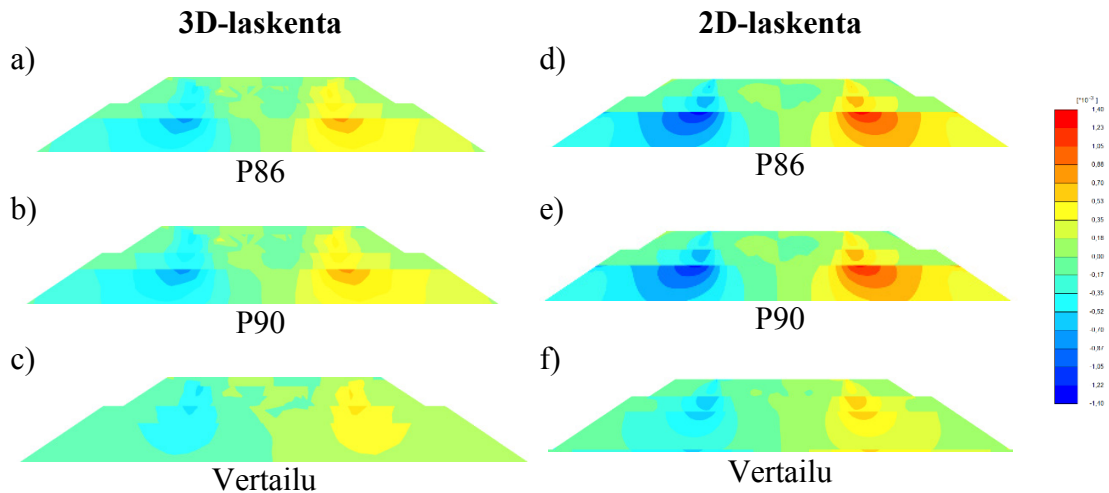 3D-laskenta
2D-laskenta
a)
P86
b)
P90
c)
Vertailu
d)
P86
e)
P90
f)
Vertailu
[*10⁻³ ]
1,40
1,23
1,05
0,88
0,70
0,53
0,35
0,18
0,00
-0,35
-0,52
-0,70
-0,87
-1,05
-1,22
-1,40